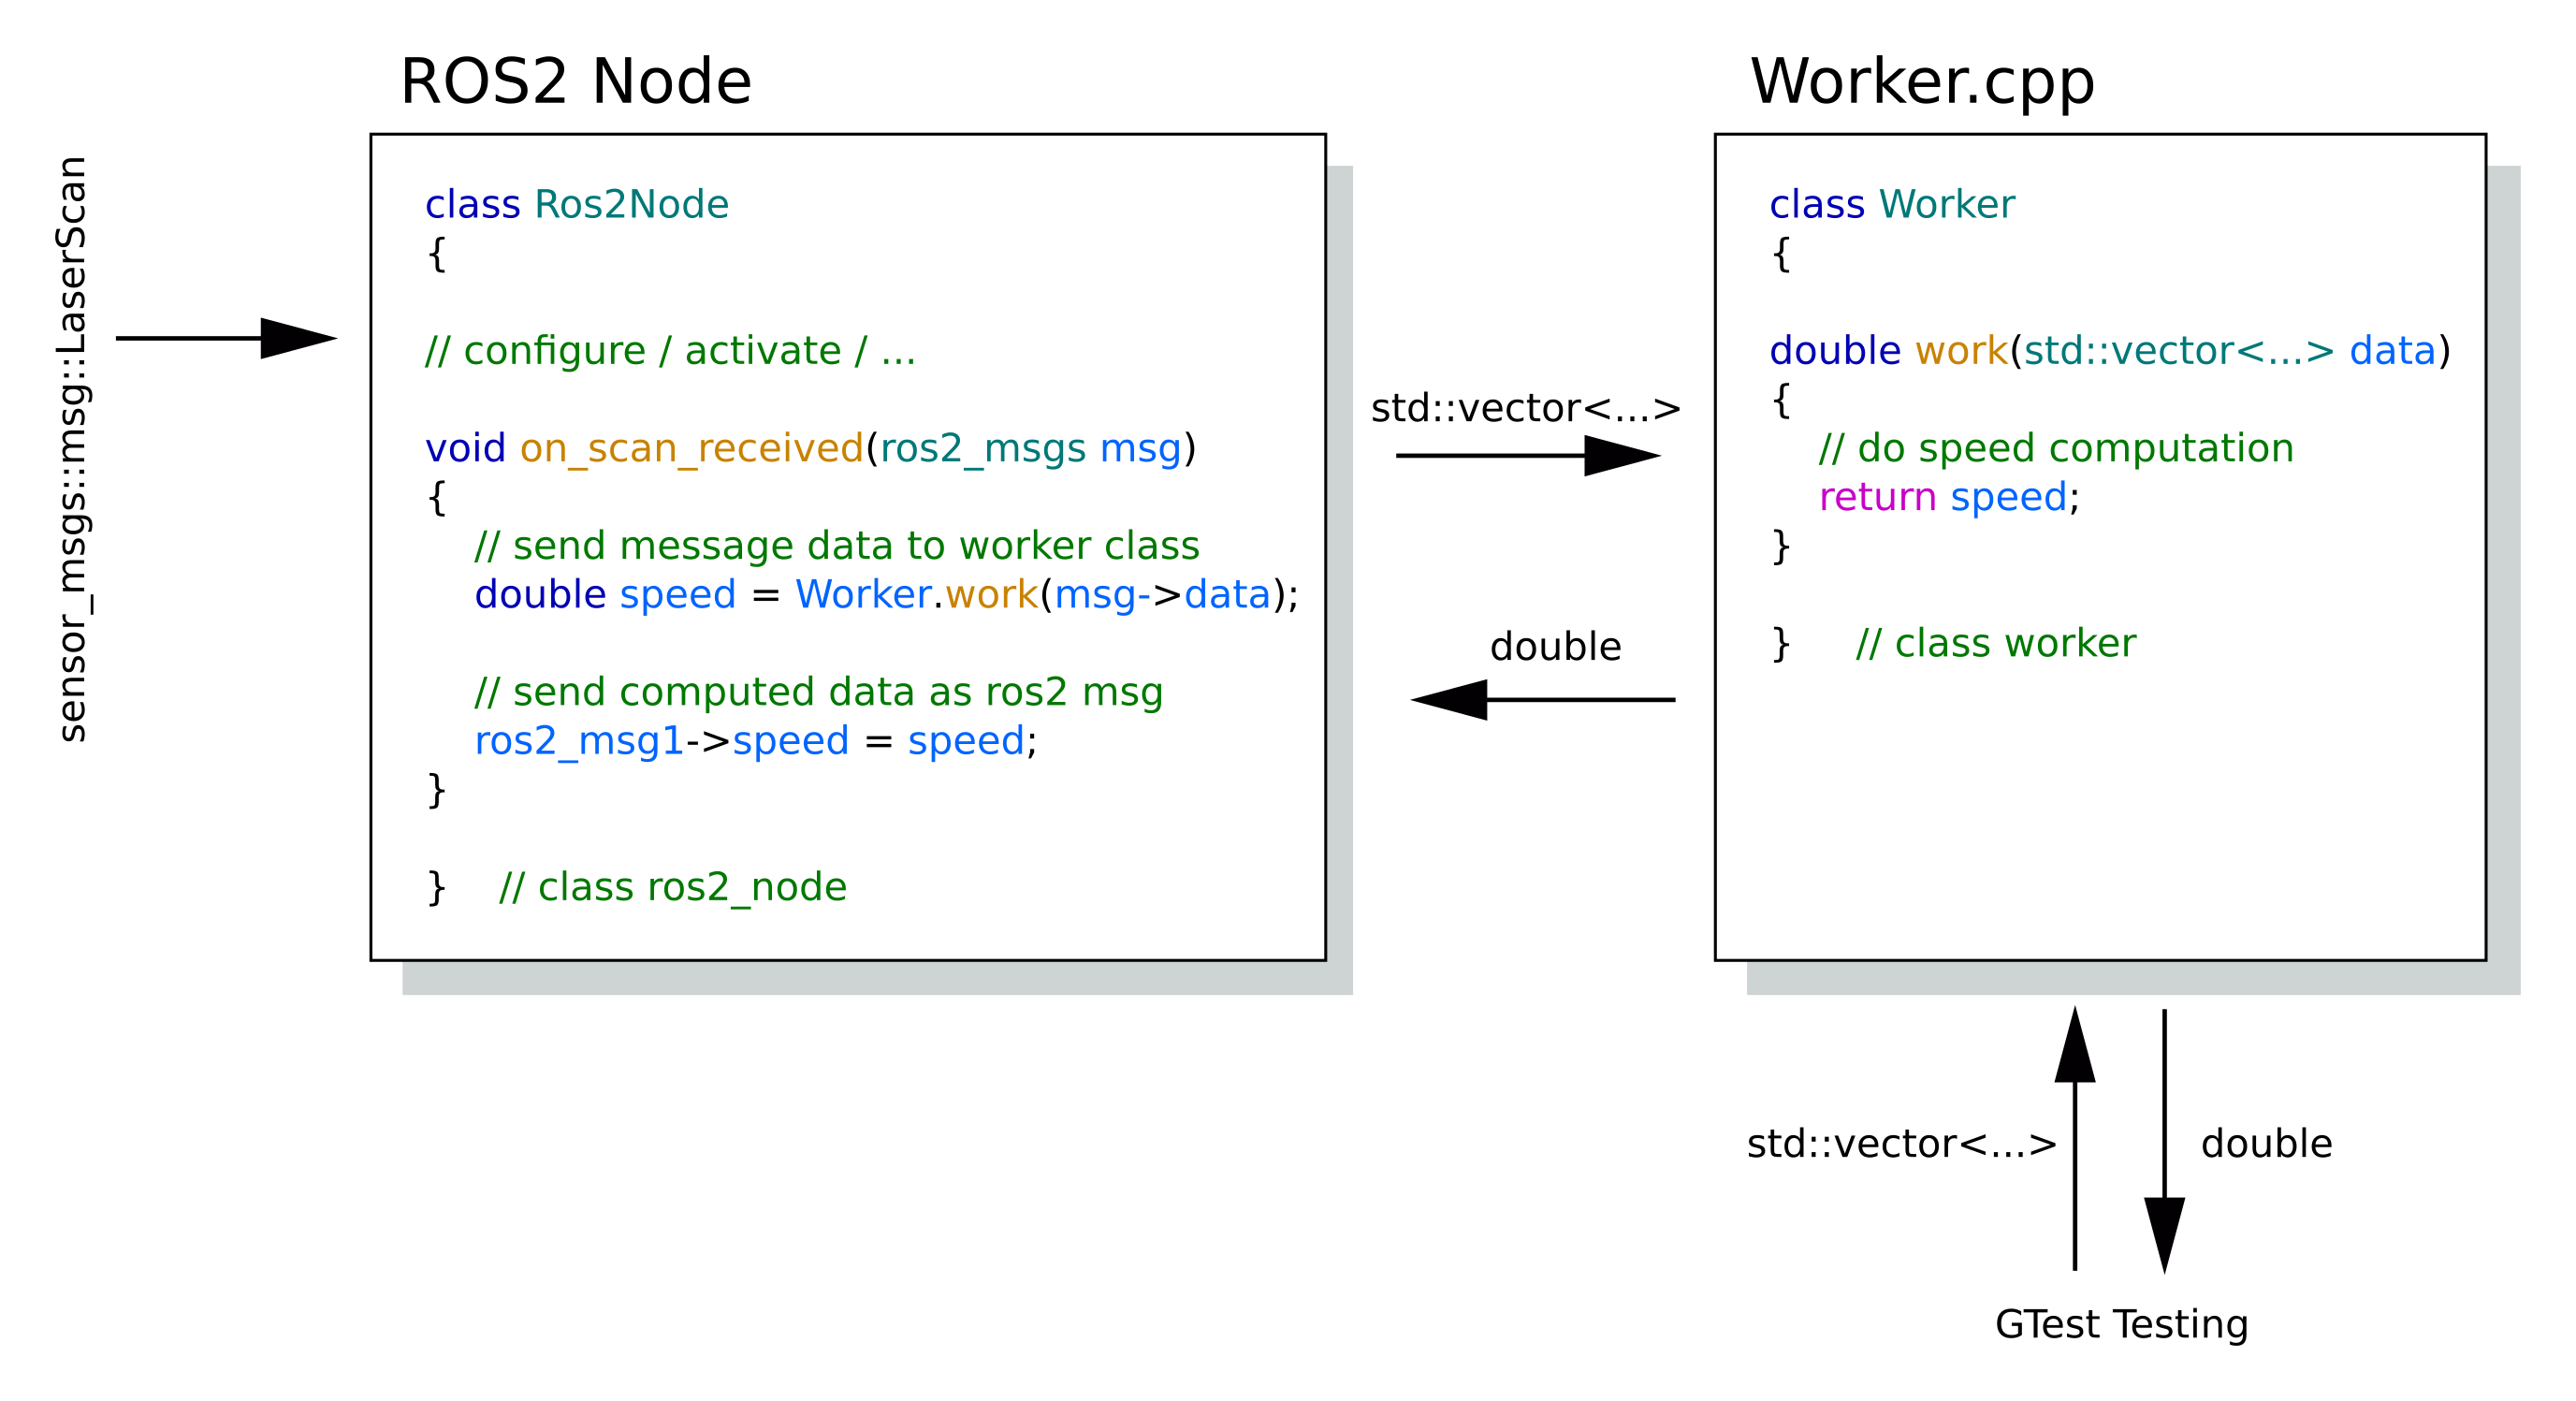 ROS2 Node
Worker.cpp
sensor_msgs::msg::LaserScan
class Ros2Node
{
// configure / activate / ...
void on_scan_received(ros2_msgs msg)
{
// send message data to worker class
double speed = Worker.work(msg->data);
// send computed data as ros2 msg
ros2_msg1->speed = speed;
}
} // class ros2_node
std::vector<...>
double
class Worker
{
double work(std::vector<...> data)
{
// do speed computation
return speed;
}
} // class worker
std::vector<...>
double
GTest Testing